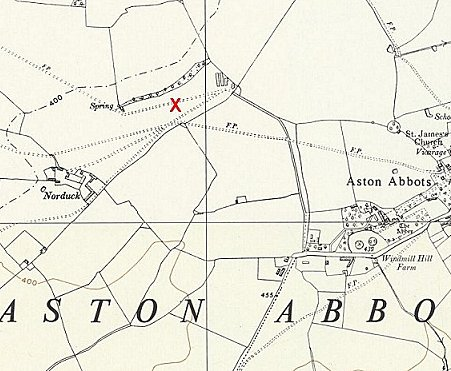 F.P.
F.P.
400
Spring
X
F.P.
F.P.
School
St. James's
Church
Vicarage
Aston Abbots
Norduck
The
Abbey
439
Windmill Hill
Farm
400
F.P.
455
ASTON ABBO